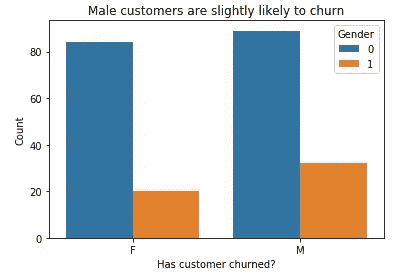 Male customers are slightly likely to churn
Gender
0
1
80
60
40
20
0
Count
F
M
Has customer churned?